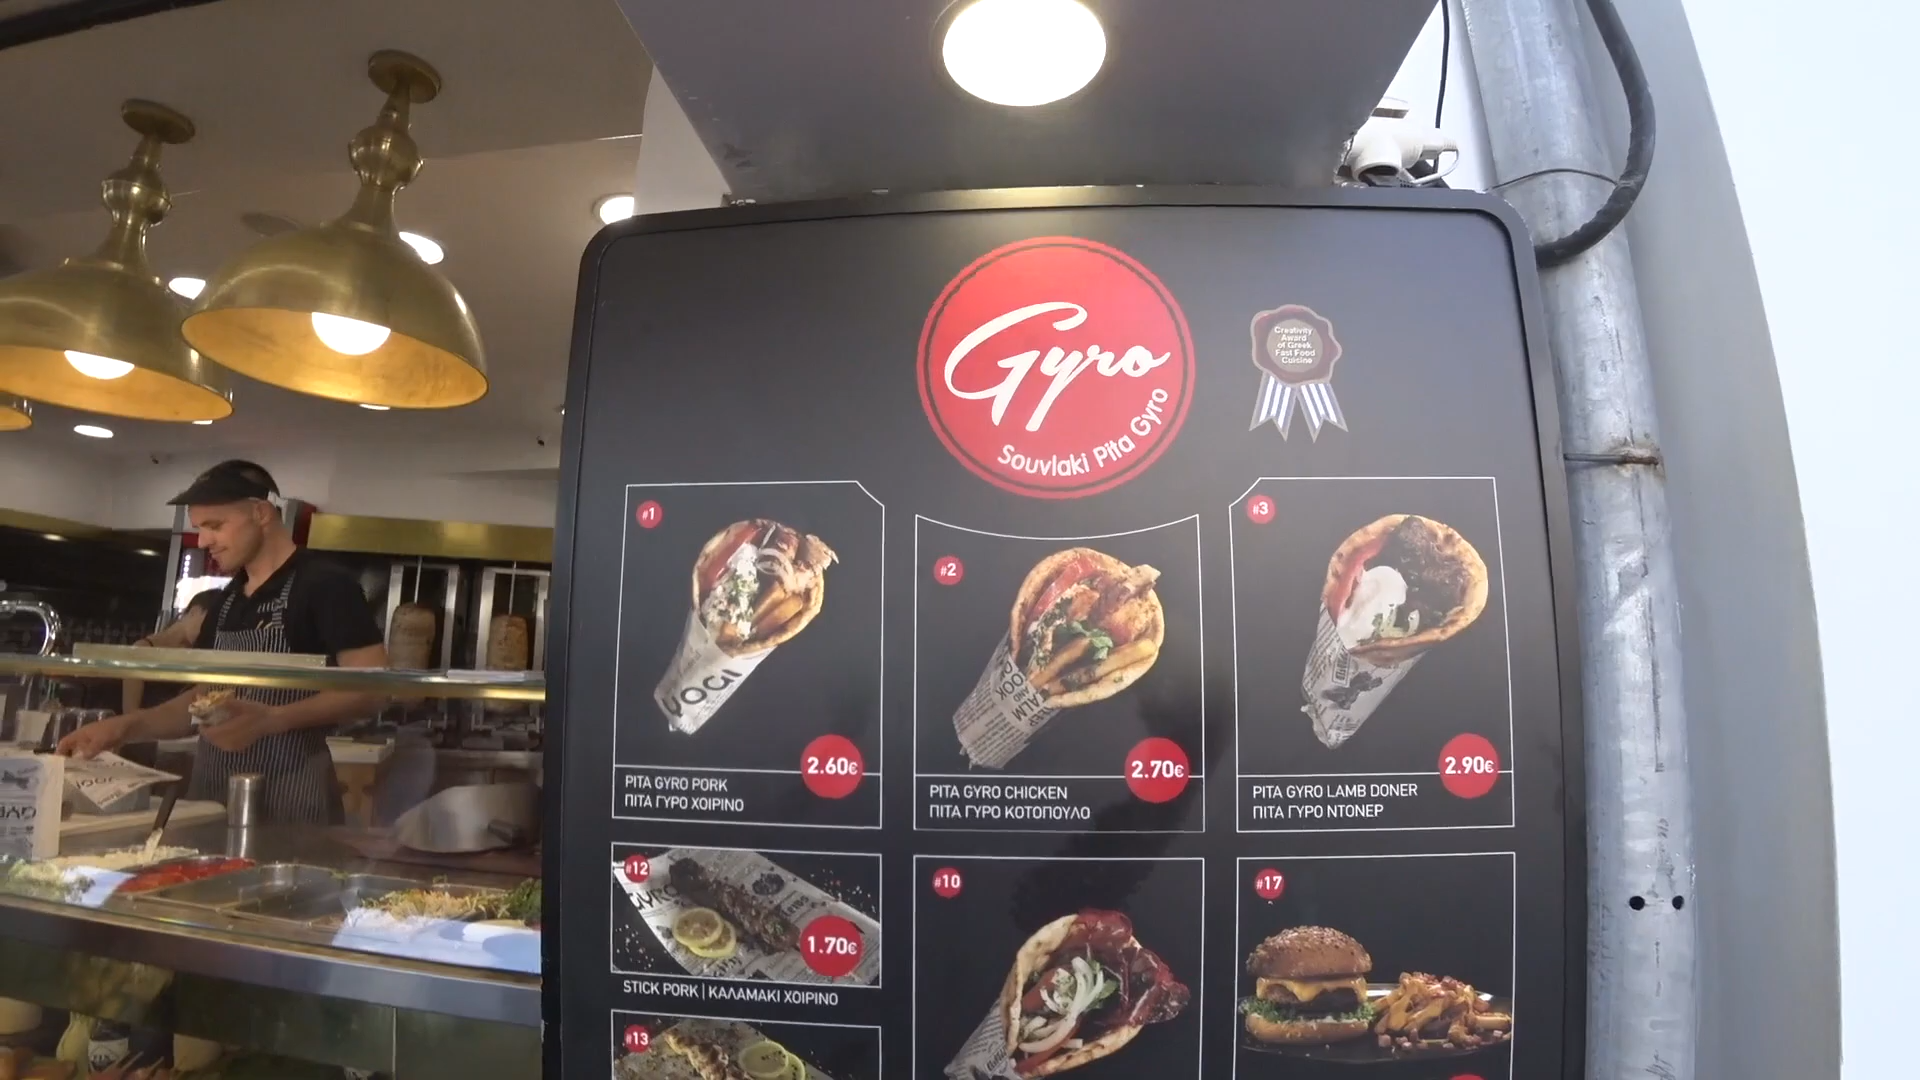 Gyro
Souvlaki Pita Gyro
Creativity
Award
of Greek
Fast Food
Cuisine
#1
YOGI
2.60€
PITA GYRO PORK
ΠΙΤΑ ΓΥΡΟ ΧΟΙΡΙΝΟ
#2
2.70€
PITA GYRO CHICKEN
ΠΙΤΑ ΓΥΡΟ ΚΟΤΟΠΟΥΛΟ
#3
2.90€
PITA GYRO LAMB DONER
ΠΙΤΑ ΓΥΡΟ ΝΤΟΝΕΡ
#12
GYRO
1.70€
STICK PORK | ΚΑΛΑΜΑΚΙ ΧΟΙΡΙΝΟ
#10
#17
#13